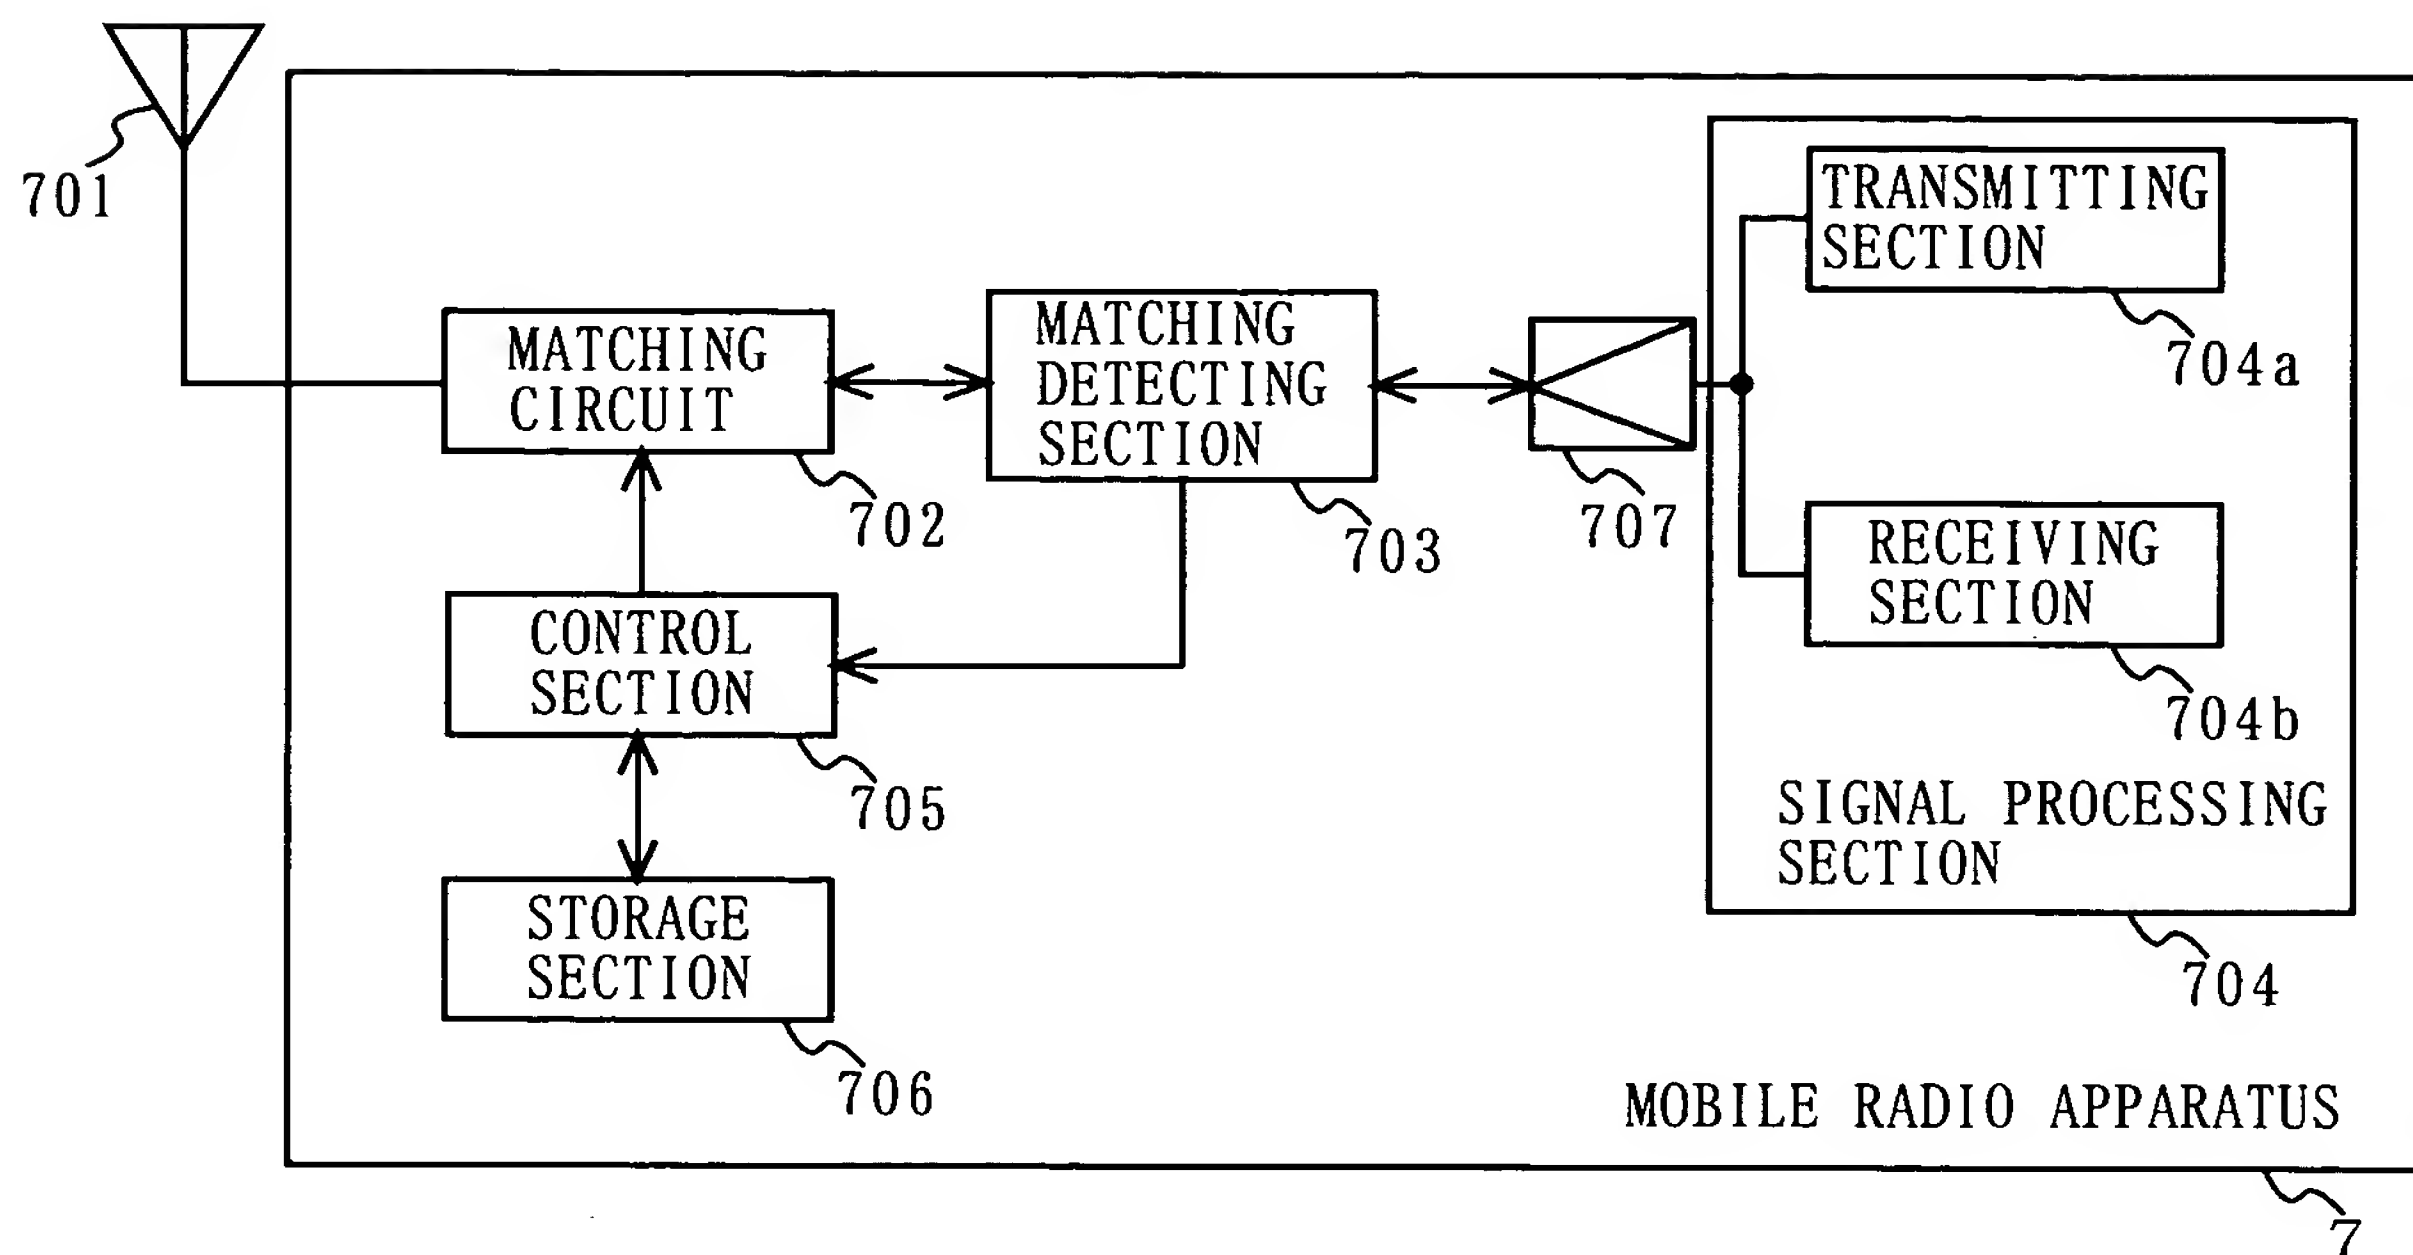 701
TRANSMITTING
SECTION
704a
MATCHING
CIRCUIT
702
MATCHING
DETECTING
SECTION
703
707
RECEIVING
SECTION
704b
CONTROL
SECTION
705
SIGNAL PROCESSING
SECTION
704
STORAGE
SECTION
706
MOBILE RADIO APPARATUS
7